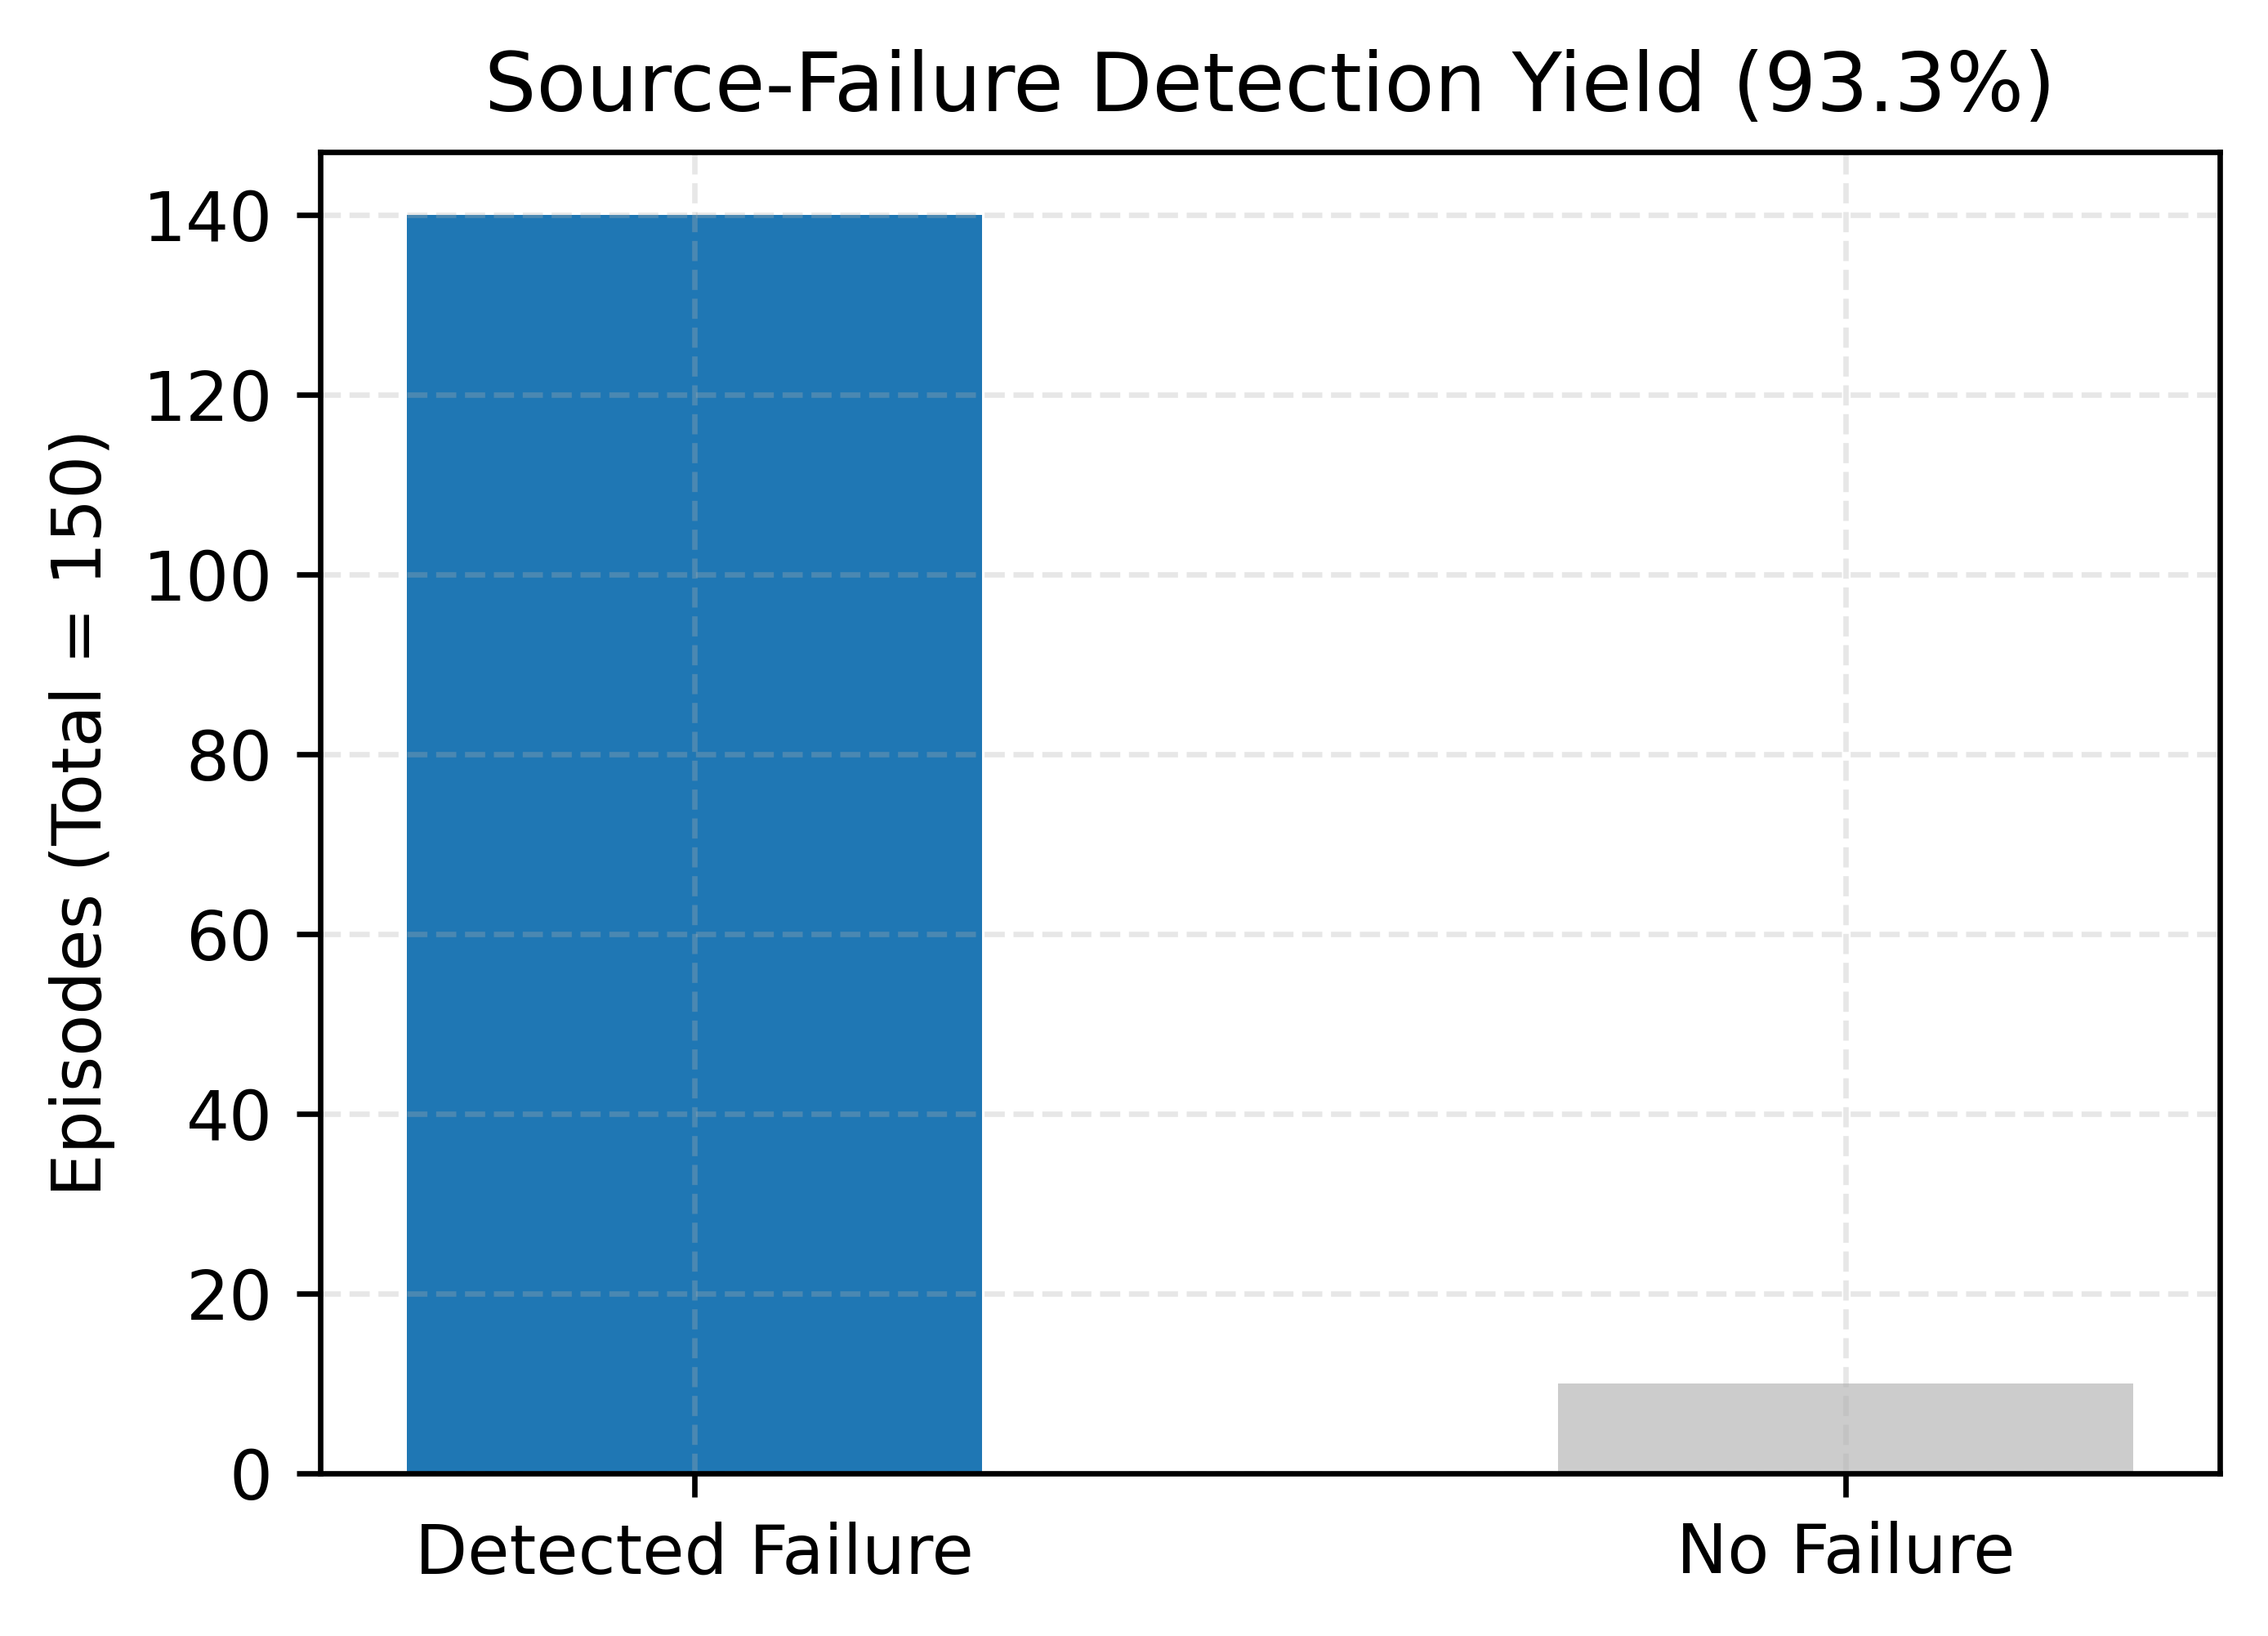 Source-Failure Detection Yield (93.3%)
Episodes (Total = 150)
140
120
100
80
60
40
20
0
Detected Failure
No Failure